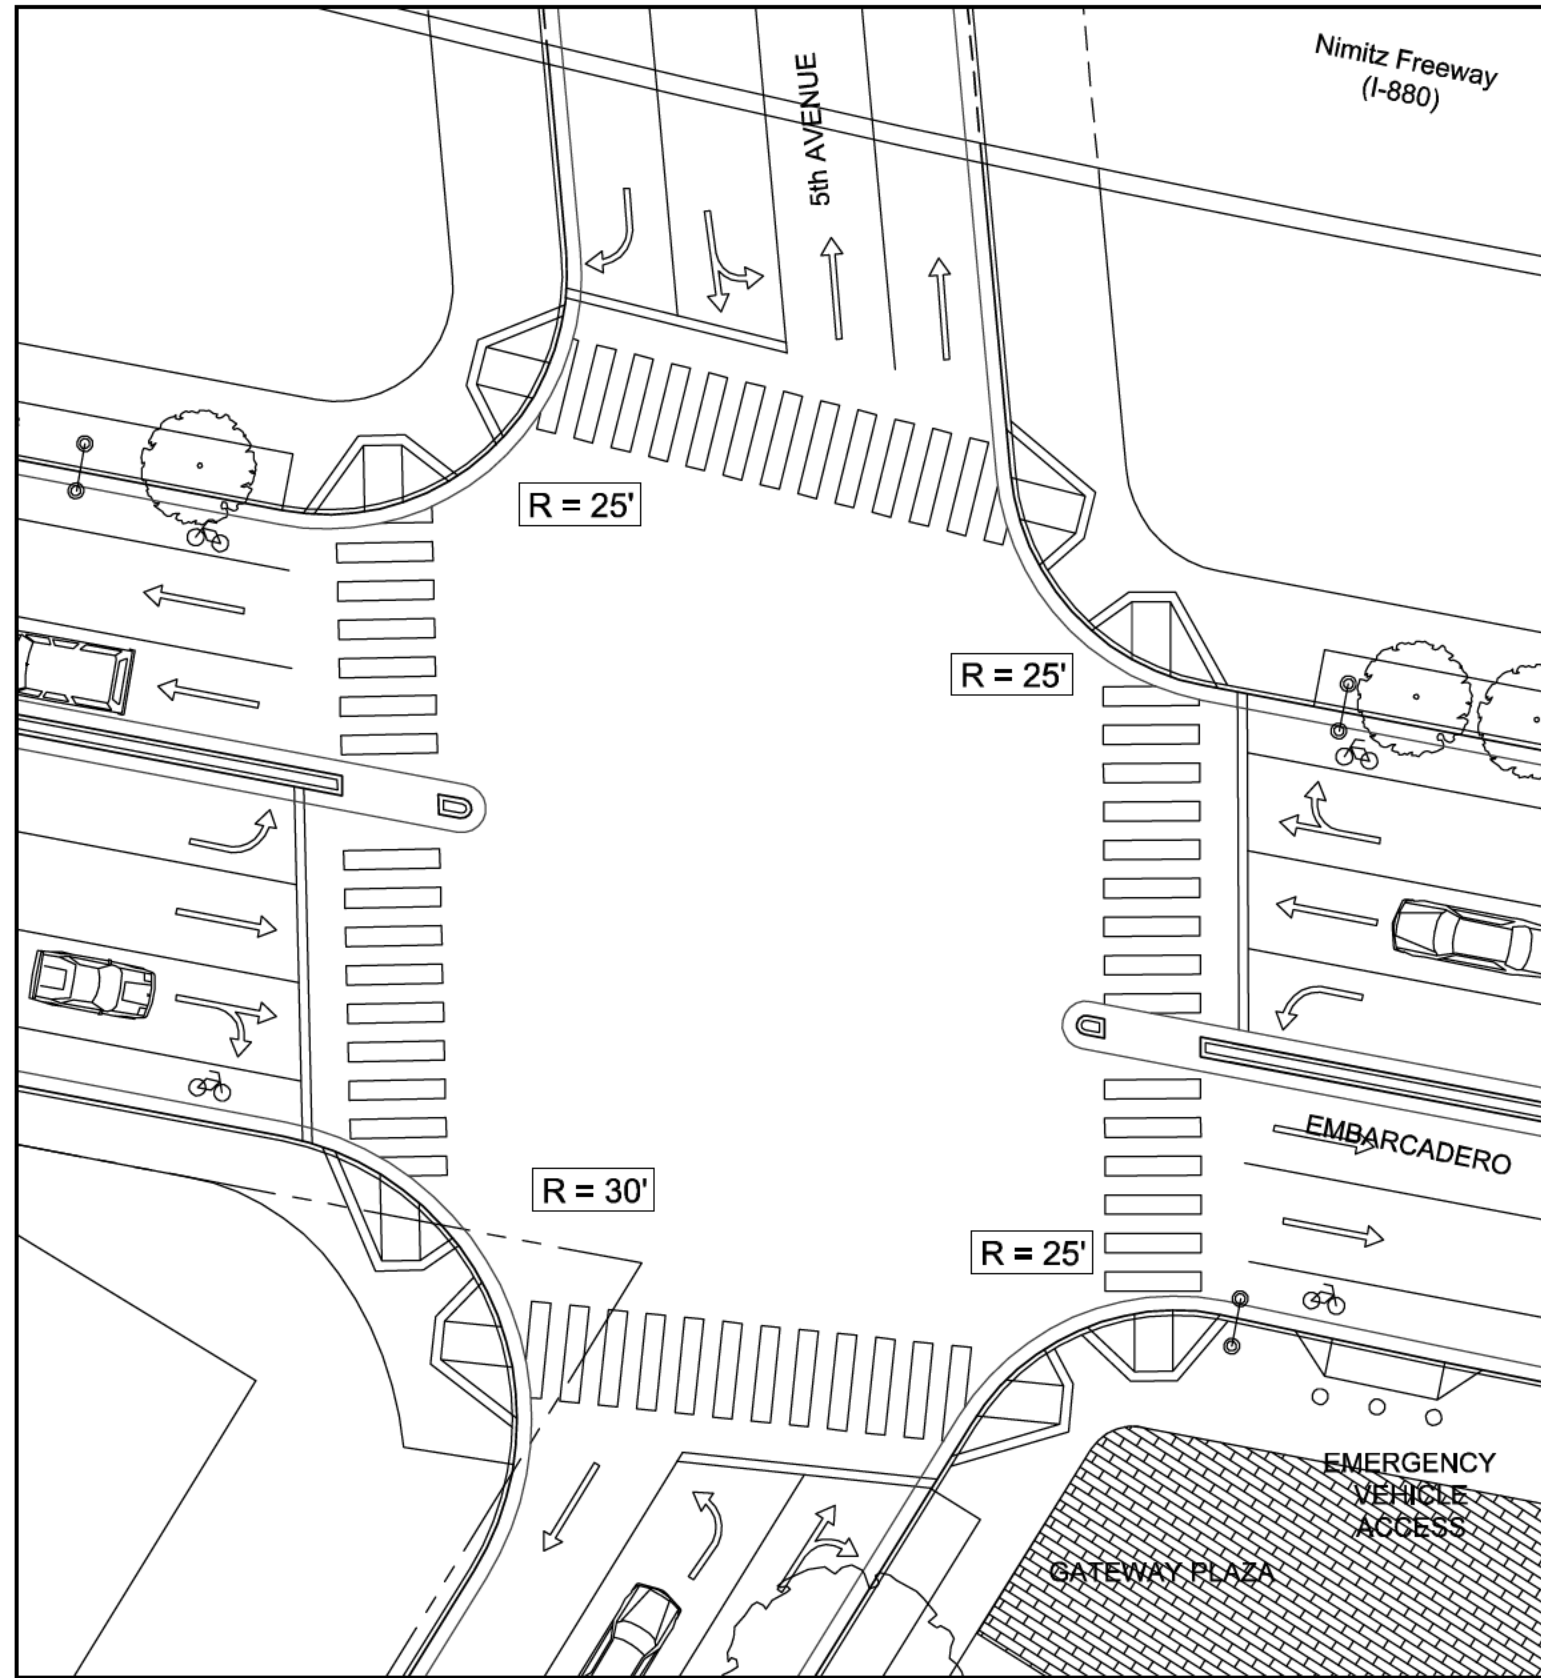 Nimitz Freeway
(I-880)
5th AVENUE
R = 25'
R = 25'
EMBARCADERO
R = 30'
R = 25'
EMERGENCY
VEHICLE
ACCESS
GATEWAY PLAZA